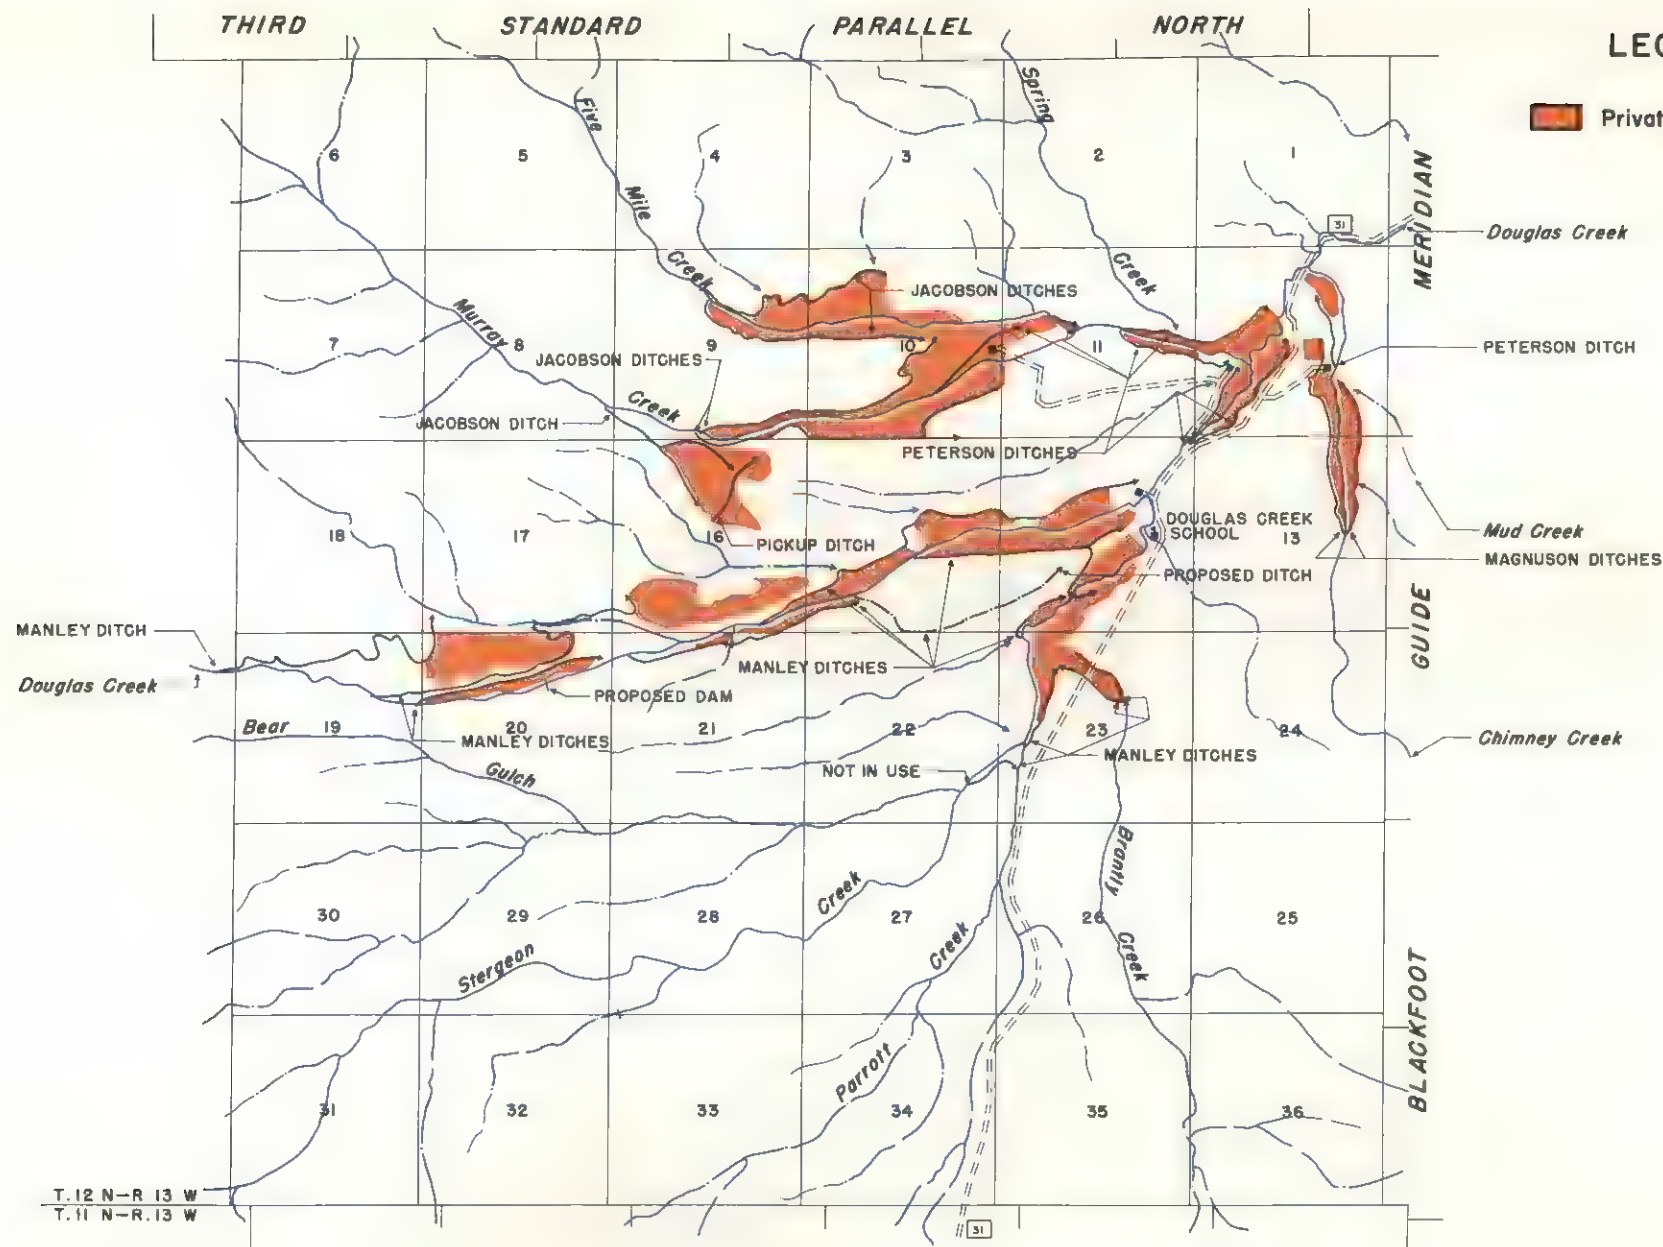 THIRD STANDARD PARALLEL NORTH
LEG
Privat
Five
Spring
6 5 4 3 2 1
Mile
MERIDIAN
31
Douglas Creek
Creek
Creek
JACOBSON DITCHES
Murray
7 8 9 10 11
JACOBSON DITCHES
PETERSON DITCH
Creek
JACOBSON DITCH
PETERSON DITCHES
18 17 16
PICKUP DITCH
DOUGLAS CREEK
SCHOOL 13
Mud Creek
MAGNUSON DITCHES
PROPOSED DITCH
GUIDE
MANLEY DITCH
MANLEY DITCHES
Douglas Creek
PROPOSED DAM
Bear 19 20 21 22 23 24
MANLEY DITCHES
Chimney Creek
MANLEY DITCHES
Gulch
NOT IN USE
Brantly
Creek
30 29 28 27 26 25
Creek
Creek
Stergeon
BLACKFOOT
Parrott
31 32 33 34 35 36
T.12 N-R 13 W
T.11 N-R.13 W
31